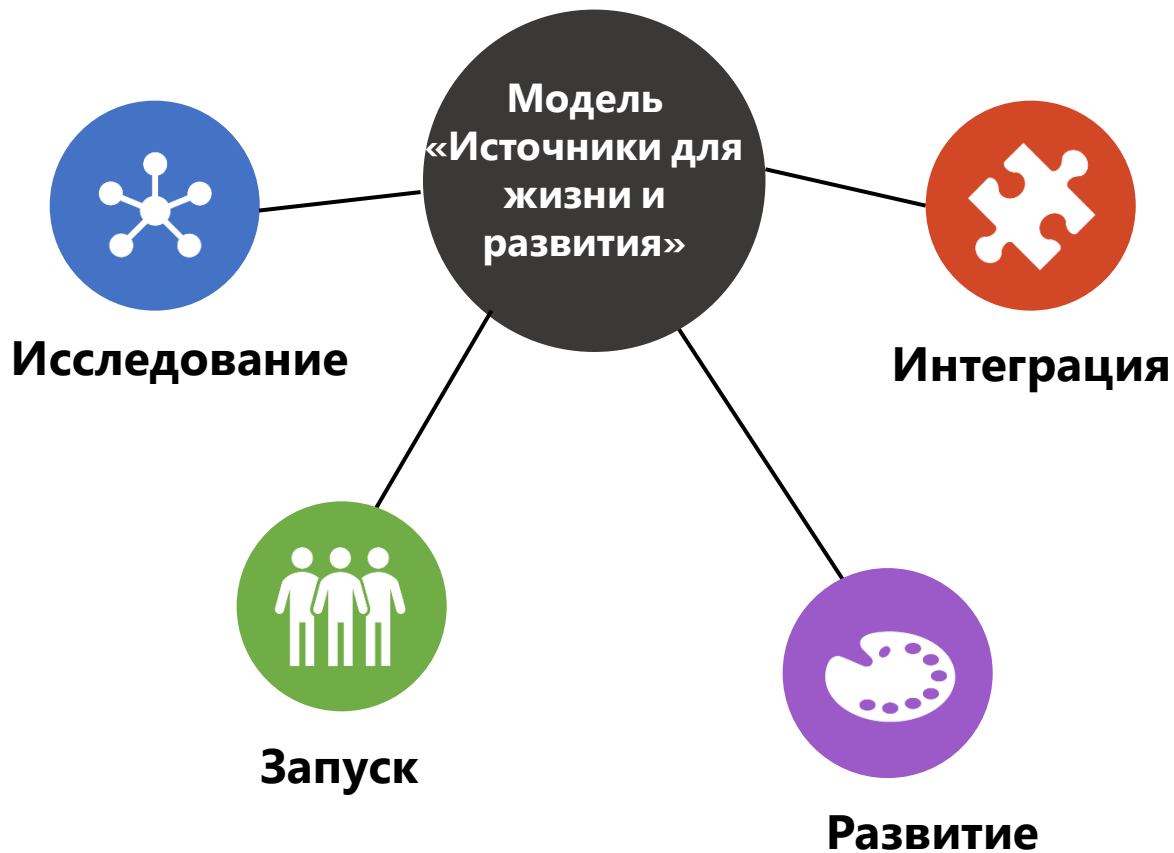 Модель
«Источники для
жизни и
развития»
Исследование
Интеграция
Запуск
Развитие